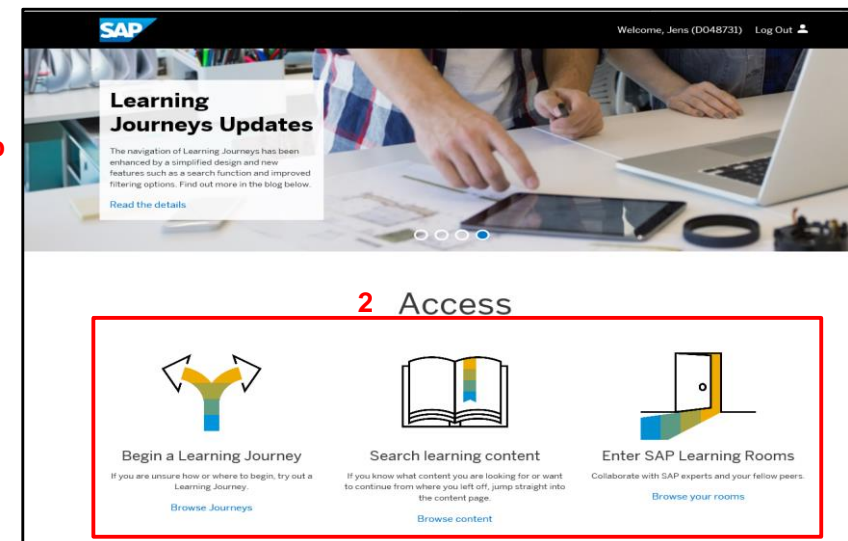 SAP
Welcome, Jens (D048731) Log Out
Learning
Journeys Updates
The navigation of Learning Journeys has been
enhanced by a simplified design and new
features such as a search function and improved
filtering options. Find out more in the blog below.
Read the details
2 Access
Begin a Learning Journey
If you are unsure how or where to begin, try out a
Learning Journey.
Browse Journeys
Search learning content
If you know what content you are looking for or want
to continue from where you left off, jump straight into
the content page.
Browse content
Enter SAP Learning Rooms
Collaborate with SAP experts and your fellow peers.
Browse your rooms